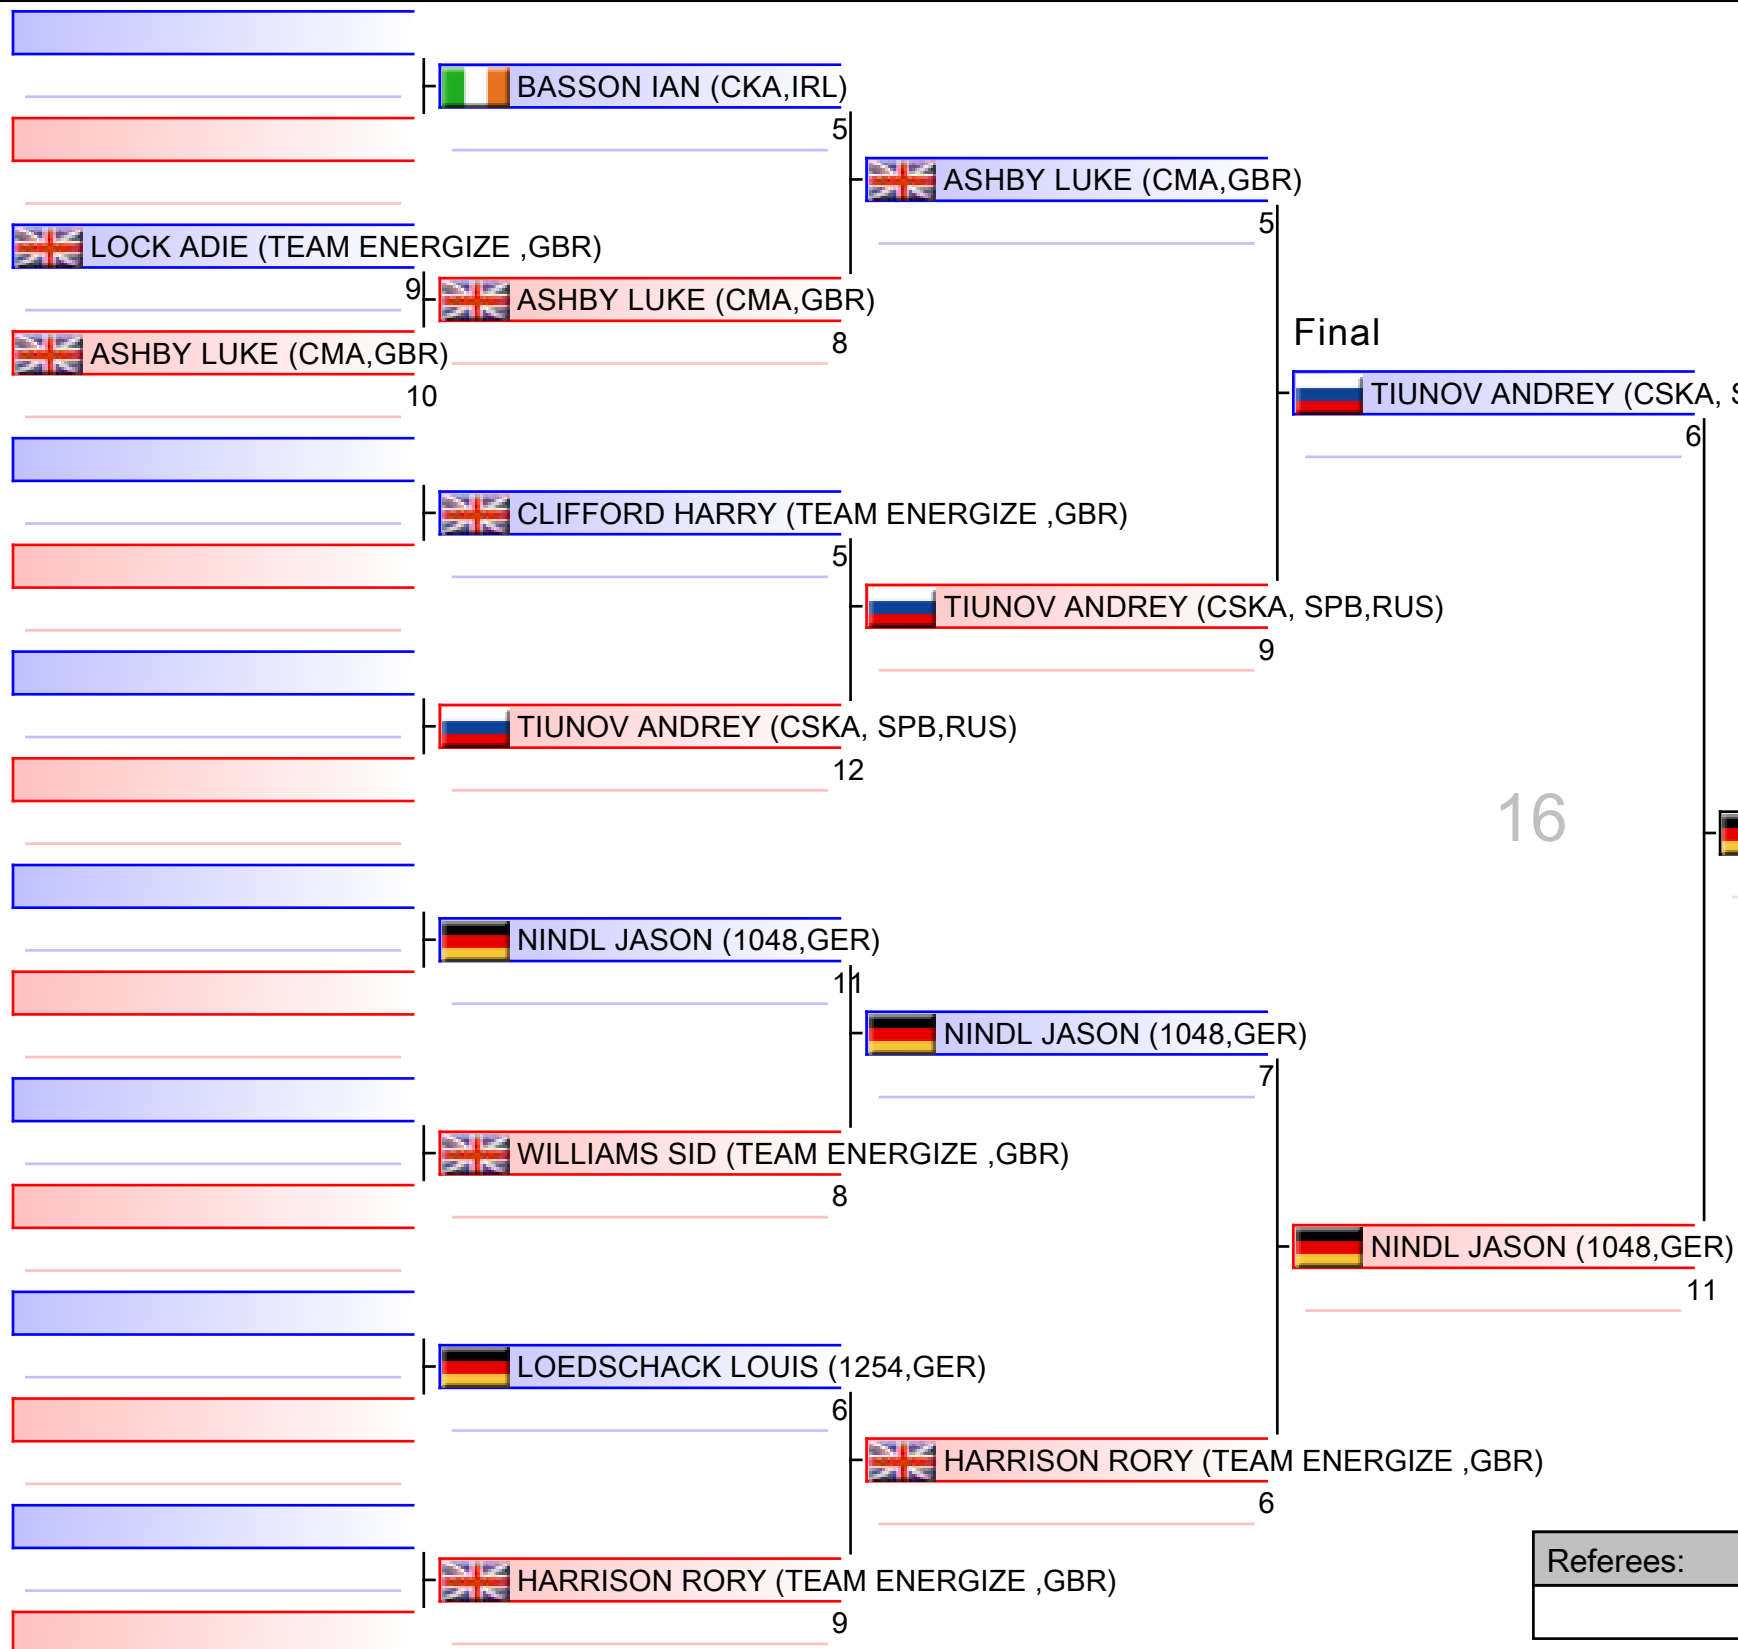 BASSON IAN (CKA,IRL)
5
ASHBY LUKE (CMA,GBR)
5
LOCK ADIE (TEAM ENERGIZE ,GBR)
9
ASHBY LUKE (CMA,GBR)
8
ASHBY LUKE (CMA,GBR)
10
Final
TIUNOV ANDREY (CSKA,
6
CLIFFORD HARRY (TEAM ENERGIZE ,GBR)
5
TIUNOV ANDREY (CSKA, SPB,RUS)
9
TIUNOV ANDREY (CSKA, SPB,RUS)
12
16
NINDL JASON (1048,GER)
11
NINDL JASON (1048,GER)
7
WILLIAMS SID (TEAM ENERGIZE ,GBR)
8
NINDL JASON (1048,GER)
11
LOEDSCHACK LOUIS (1254,GER)
6
HARRISON RORY (TEAM ENERGIZE ,GBR)
6
HARRISON RORY (TEAM ENERGIZE ,GBR)
9
Referees: